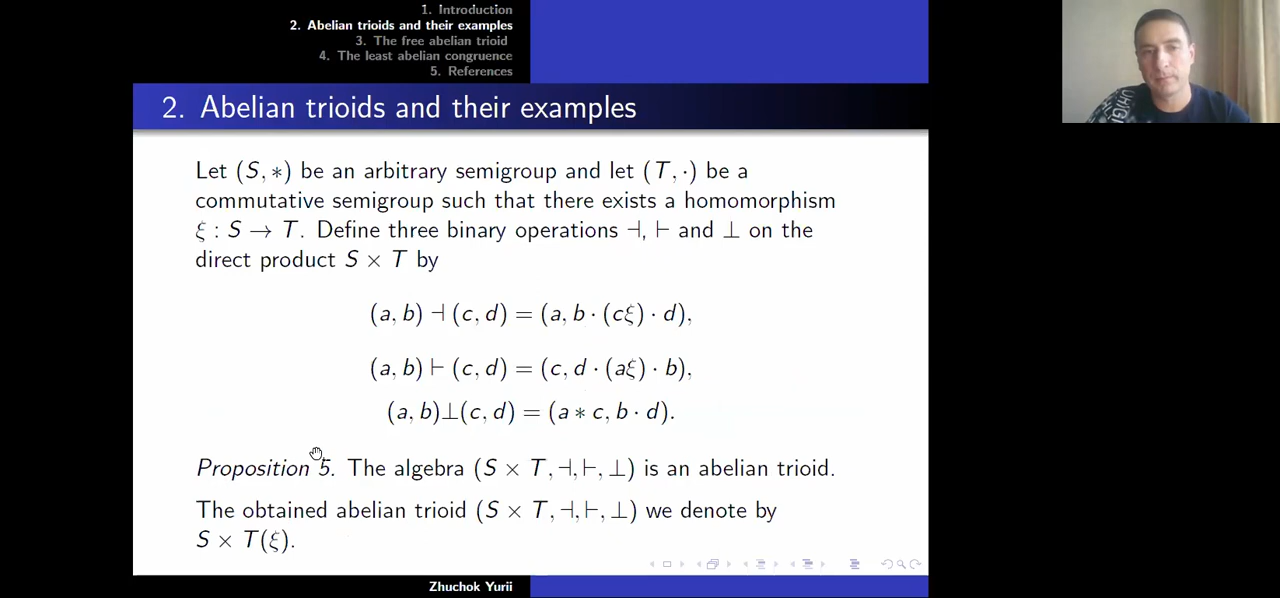 1. Introduction
2. Abelian trioids and their examples
3. The free abelian trioid
4. The least abelian congruence
5. References
2. Abelian trioids and their examples
Let (S, ∗) be an arbitrary semigroup and let (T, ·) be a
commutative semigroup such that there exists a homomorphism
ξ : S → T. Define three binary operations ⊣, ⊢ and ⊥ on the
direct product S × T by
(a, b) ⊣ (c, d) = (a, b · (cξ) · d),
(a, b) ⊢ (c, d) = (c, d · (aξ) · b),
(a, b)⊥(c, d) = (a ∗ c, b · d).
Proposition 5. The algebra (S × T, ⊣, ⊢, ⊥) is an abelian trioid.
The obtained abelian trioid (S × T, ⊣, ⊢, ⊥) we denote by
S × T(ξ).
Zhuchok Yurii